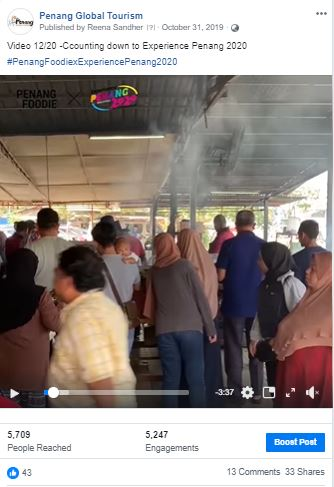 Penang Global Tourism
Published by Reena Sandher [?] · October 31, 2019 ·
Video 12/20 -Ccounting down to Experience Penang 2020
#PenangFoodiexExperiencePenang2020
PENANG FOODIE X PENANG 2020
-3:37
5,709
5,247
People Reached
Engagements
Boost Post
43
13 Comments 33 Shares